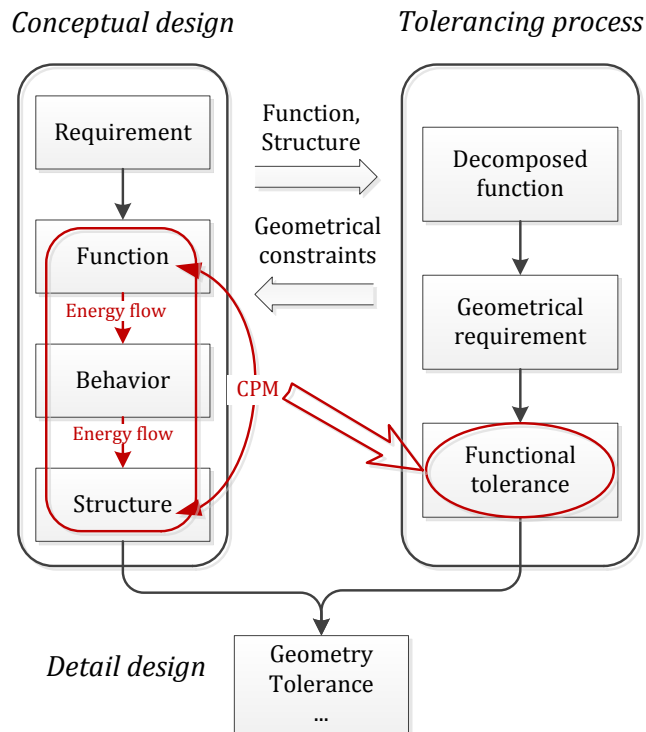 Conceptual design
Tolerancing process
Requirement
Function
Energy flow
Behavior
Energy flow
Structure
Function,
Structure
Geometrical
constraints
CPM
Decomposed
function
Geometrical
requirement
Functional
tolerance
Detail design
Geometry
Tolerance
...